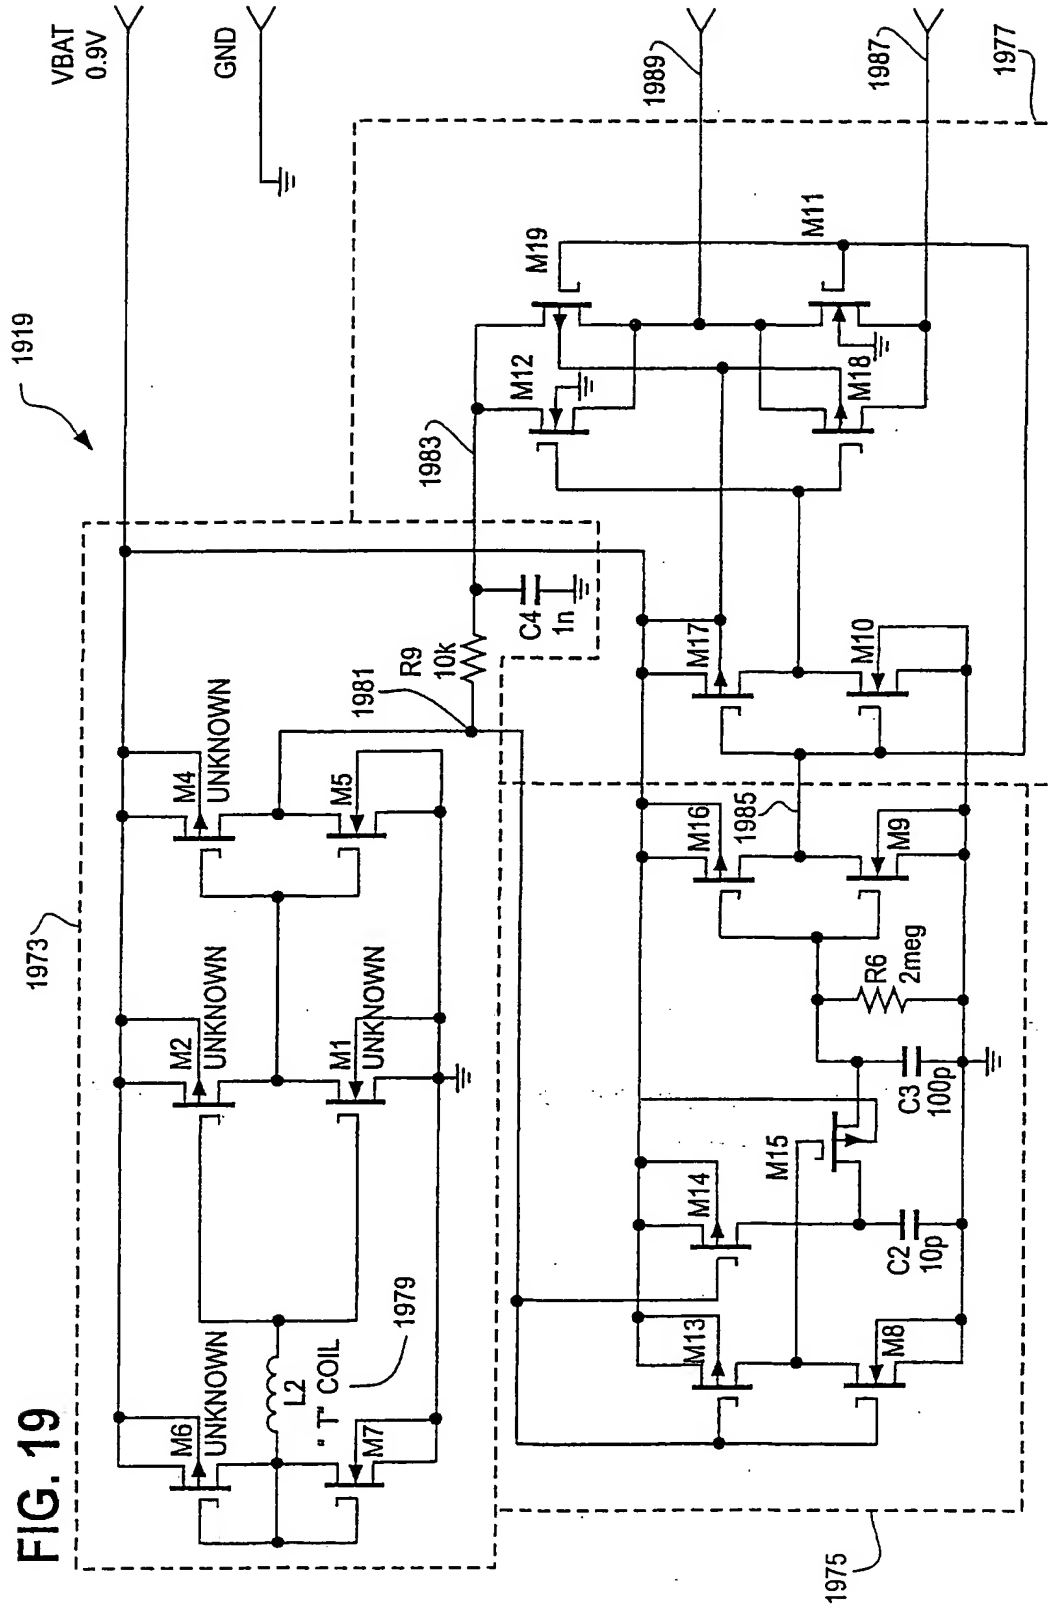 FIG. 19
1919
VBAT
0.9V
GND
1973
M6
UNKNOWN
M2
UNKNOWN
M4
UNKNOWN
L2
" T" COIL
1979
M7
M1
UNKNOWN
M5
1981
R9
10k
C4
1n
1983
M12
M19
M18
M11
1989
1987
1977
M13
M8
M14
M15
C2
10p
C3
100p
R6
2meg
M16
M9
1985
M17
M10
1975